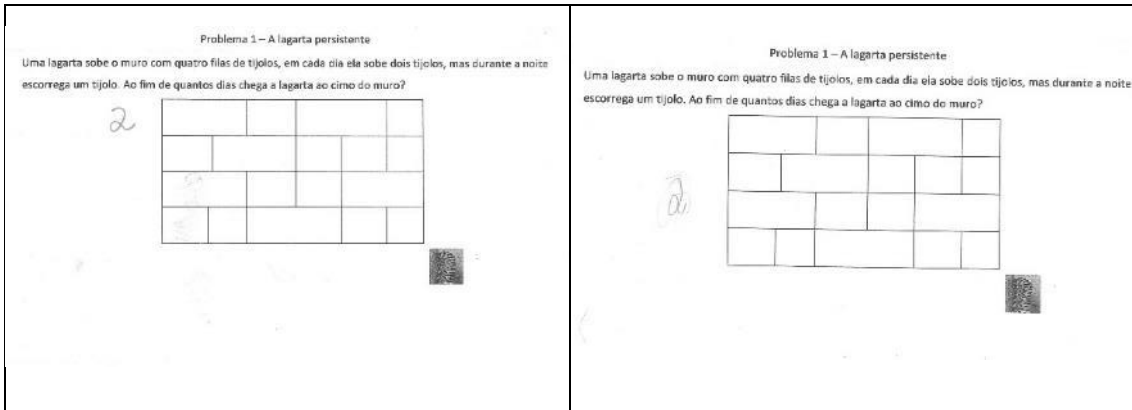 Problema 1 – A lagarta persistente
Uma lagarta sobe o muro com quatro filas de tijolos, em cada dia ela sobe dois tijolos, mas durante a noite
escorrega um tijolo. Ao fim de quantos dias chega a lagarta ao cimo do muro?
2
Problema 1 – A lagarta persistente
Uma lagarta sobe o muro com quatro filas de tijolos, em cada dia ela sobe dois tijolos, mas durante a noite
escorrega um tijolo. Ao fim de quantos dias chega a lagarta ao cimo do muro?
2